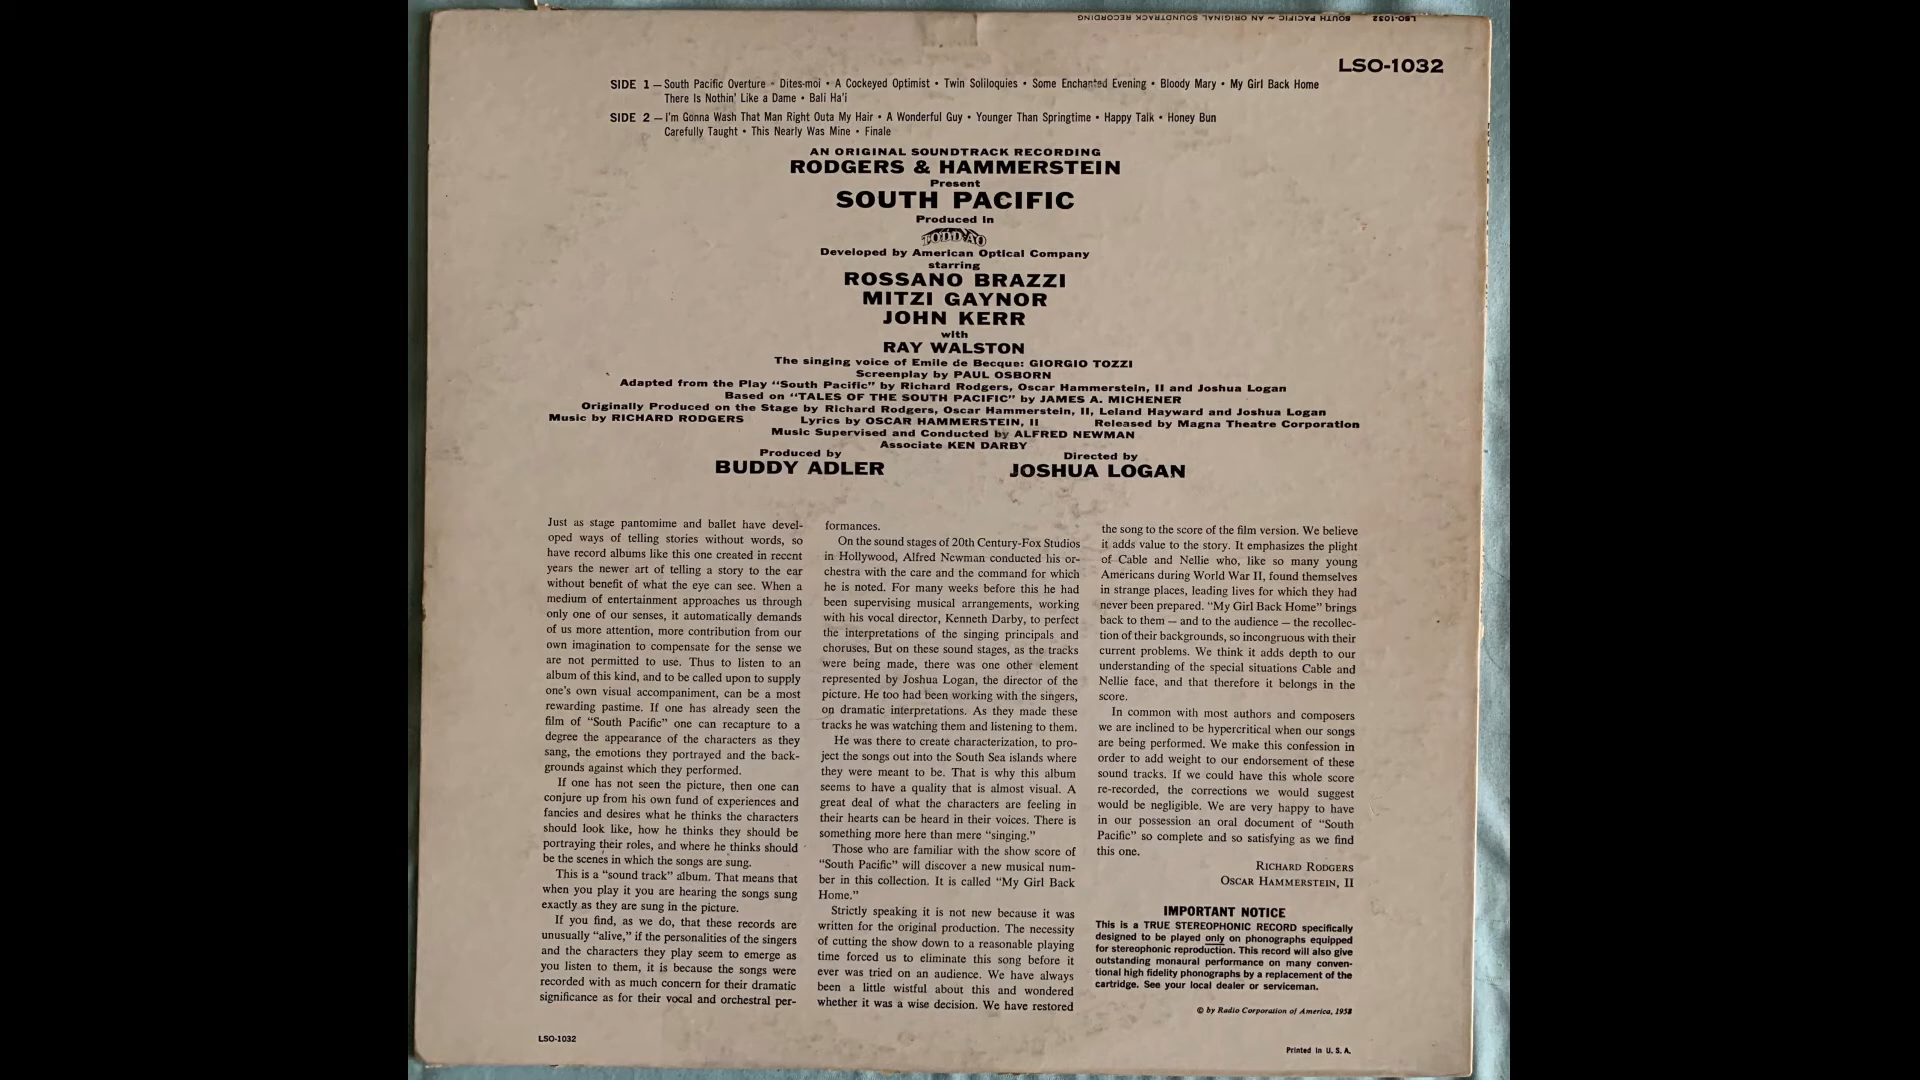 SOUTH PACIFIC ~ AN ORIGINAL SOUNDTRACK RECORDING LSO-1032
LSO-1032
SIDE 1 — South Pacific Overture • Dites-moi • A Cockeyed Optimist • Twin Soliloquies • Some Enchanted Evening • Bloody Mary • My Girl Back Home
There Is Nothin' Like a Dame • Bali Ha'i
SIDE 2 — I'm Gonna Wash That Man Right Outa My Hair • A Wonderful Guy • Younger Than Springtime • Happy Talk • Honey Bun
Carefully Taught • This Nearly Was Mine • Finale
AN ORIGINAL SOUNDTRACK RECORDING
RODGERS & HAMMERSTEIN
Present
SOUTH PACIFIC
Produced in
TODD-AO
Developed by American Optical Company
starring
ROSSANO BRAZZI
MITZI GAYNOR
JOHN KERR
with
RAY WALSTON
The singing voice of Emile de Becque: GIORGIO TOZZI
Screenplay by PAUL OSBORN
Adapted from the Play "South Pacific" by Richard Rodgers, Oscar Hammerstein, II and Joshua Logan
Based on "TALES OF THE SOUTH PACIFIC" by JAMES A. MICHENER
Originally Produced on the Stage by Richard Rodgers, Oscar Hammerstein, II, Leland Hayward and Joshua Logan
Music by RICHARD RODGERS Lyrics by OSCAR HAMMERSTEIN, II Released by Magna Theatre Corporation
Music Supervised and Conducted by ALFRED NEWMAN
Associate KEN DARBY
Produced by
BUDDY ADLER
Directed by
JOSHUA LOGAN
Just as stage pantomime and ballet have devel-
oped ways of telling stories without words, so
have record albums like this one created in recent
years the newer art of telling a story to the ear
without benefit of what the eye can see. When a
medium of entertainment approaches us through
only one of our senses, it automatically demands
of us more attention, more contribution from our
own imagination to compensate for the sense we
are not permitted to use. Thus to listen to an
album of this kind, and to be called upon to supply
one's own visual accompaniment, can be a most
rewarding pastime. If one has already seen the
film of "South Pacific" one can recapture to a
degree the appearance of the characters as they
sang, the emotions they portrayed and the back-
grounds against which they performed.
If one has not seen the picture, then one can
conjure up from his own fund of experiences and
fancies and desires what he thinks the characters
should look like, how he thinks they should be
portraying their roles, and where he thinks should
be the scenes in which the songs are sung.
This is a "sound track" album. That means that
when you play it you are hearing the songs sung
exactly as they are sung in the picture.
If you find, as we do, that these records are
unusually "alive," if the personalities of the singers
and the characters they play seem to emerge as
you listen to them, it is because the songs were
recorded with as much concern for their dramatic
significance as for their vocal and orchestral per-
formances.
On the sound stages of 20th Century-Fox Studios
in Hollywood, Alfred Newman conducted his or-
chestra with the care and the command for which
he is noted. For many weeks before this he had
been supervising musical arrangements, working
with his vocal director, Kenneth Darby, to perfect
the interpretations of the singing principals and
choruses. But on these sound stages, as the tracks
were being made, there was one other element
represented by Joshua Logan, the director of the
picture. He too had been working with the singers,
on dramatic interpretations. As they made these
tracks he was watching them and listening to them.
He was there to create characterization, to pro-
ject the songs out into the South Sea islands where
they were meant to be. That is why this album
seems to have a quality that is almost visual. A
great deal of what the characters are feeling in
their hearts can be heard in their voices. There is
something more here than mere "singing."
Those who are familiar with the show score of
"South Pacific" will discover a new musical num-
ber in this collection. It is called "My Girl Back
Home."
Strictly speaking it is not new because it was
written for the original production. The necessity
of cutting the show down to a reasonable playing
time forced us to eliminate this song before it
ever was tried on an audience. We have always
been a little wistful about this and wondered
whether it was a wise decision. We have restored
the song to the score of the film version. We believe
it adds value to the story. It emphasizes the plight
of Cable and Nellie who, like so many young
Americans during World War II, found themselves
in strange places, leading lives for which they had
never been prepared. "My Girl Back Home" brings
back to them — and to the audience — the recollec-
tion of their backgrounds, so incongruous with their
current problems. We think it adds depth to our
understanding of the special situations Cable and
Nellie face, and that therefore it belongs in the
score.
In common with most authors and composers
we are inclined to be hypercritical when our songs
are being performed. We make this confession in
order to add weight to our endorsement of these
sound tracks. If we could have this whole score
re-recorded, the corrections we would suggest
would be negligible. We are very happy to have
in our possession an oral document of "South
Pacific" so complete and so satisfying as we find
this one.
RICHARD RODGERS
OSCAR HAMMERSTEIN, II
IMPORTANT NOTICE
This is a TRUE STEREOPHONIC RECORD specifically
designed to be played only on phonographs equipped
for stereophonic reproduction. This record will also give
outstanding monaural performance on many conven-
tional high fidelity phonographs by a replacement of the
cartridge. See your local dealer or serviceman.
© by Radio Corporation of America, 1958
LSO-1032
Printed in U. S. A.